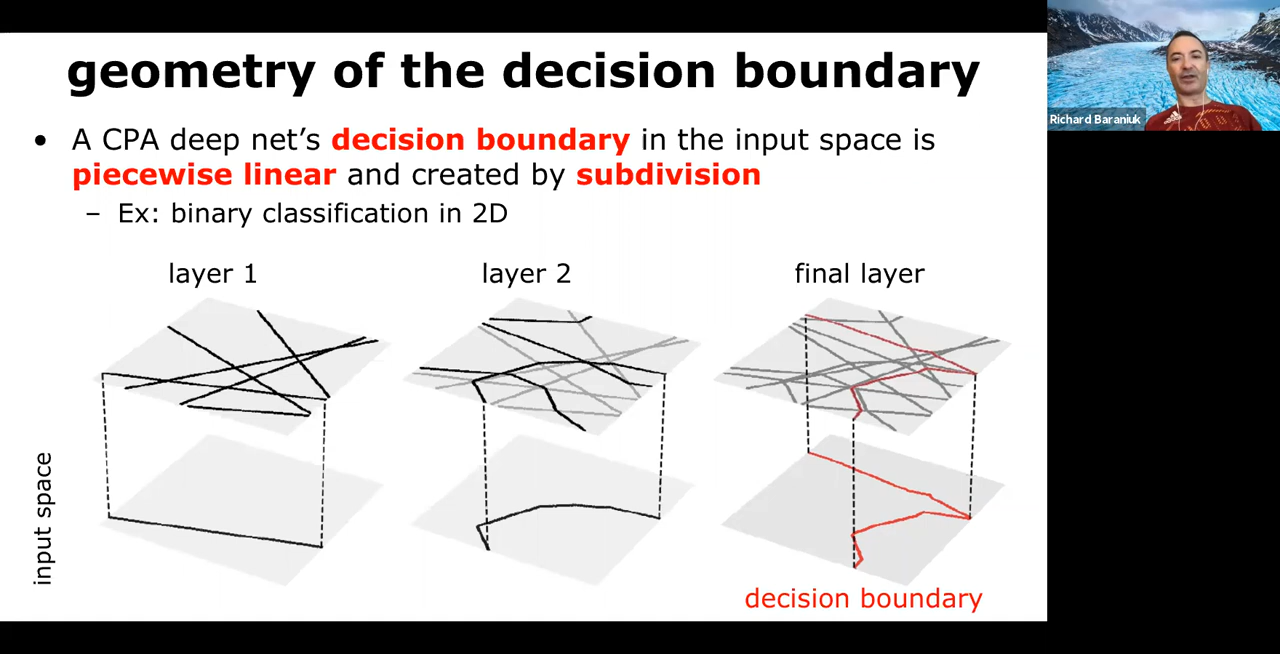 geometry of the decision boundary
Richard Baraniuk
• A CPA deep net’s decision boundary in the input space is
piecewise linear and created by subdivision
– Ex: binary classification in 2D
layer 1
layer 2
final layer
input space
decision boundary